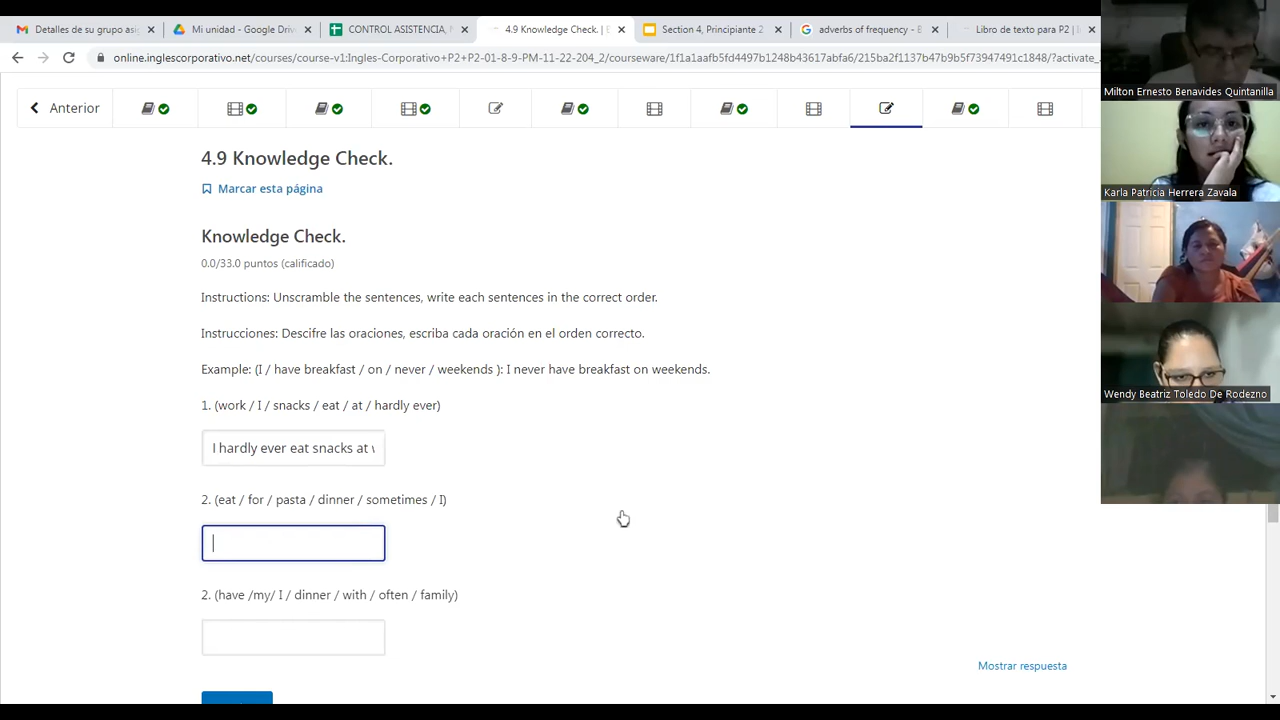 Detalles de su grupo asi
Mi unidad - Google Driv
CONTROL ASISTENCIA, N
4.9 Knowledge Check. | E
Section 4, Principiante 2
adverbs of frequency - B
Libro de texto para P2 | In
online.inglescorporativo.net/courses/course-v1:Ingles-Corporativo+P2+P2-01-8-9-PM-11-22-204_2/courseware/1f1a1aafb5fd4497b1248b43617abfa6/215ba2f1137b47b9b5f73947491c1848/?activate_
Anterior
4.9 Knowledge Check.
Marcar esta página
Knowledge Check.
0.0/33.0 puntos (calificado)
Instructions: Unscramble the sentences, write each sentences in the correct order.
Instrucciones: Descifre las oraciones, escriba cada oración en el orden correcto.
Example: (I / have breakfast / on / never / weekends ): I never have breakfast on weekends.
1. (work / I / snacks / eat / at / hardly ever)
I hardly ever eat snacks at
2. (eat / for / pasta / dinner / sometimes / I)
2. (have /my/ I / dinner / with / often / family)
Mostrar respuesta
Milton Ernesto Benavides Quintanilla
Karla Patricia Herrera Zavala
Wendy Beatriz Toledo De Rodezno